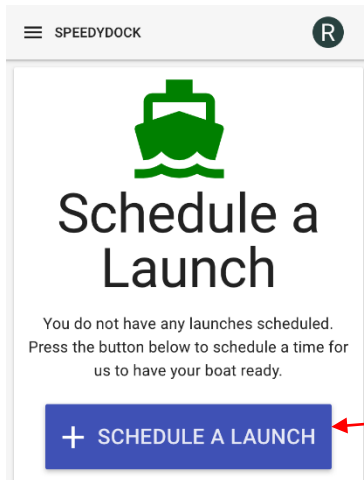 SPEEDYDOCK
R
Schedule a
Launch
You do not have any launches scheduled.
Press the button below to schedule a time for
us to have your boat ready.
+ SCHEDULE A LAUNCH